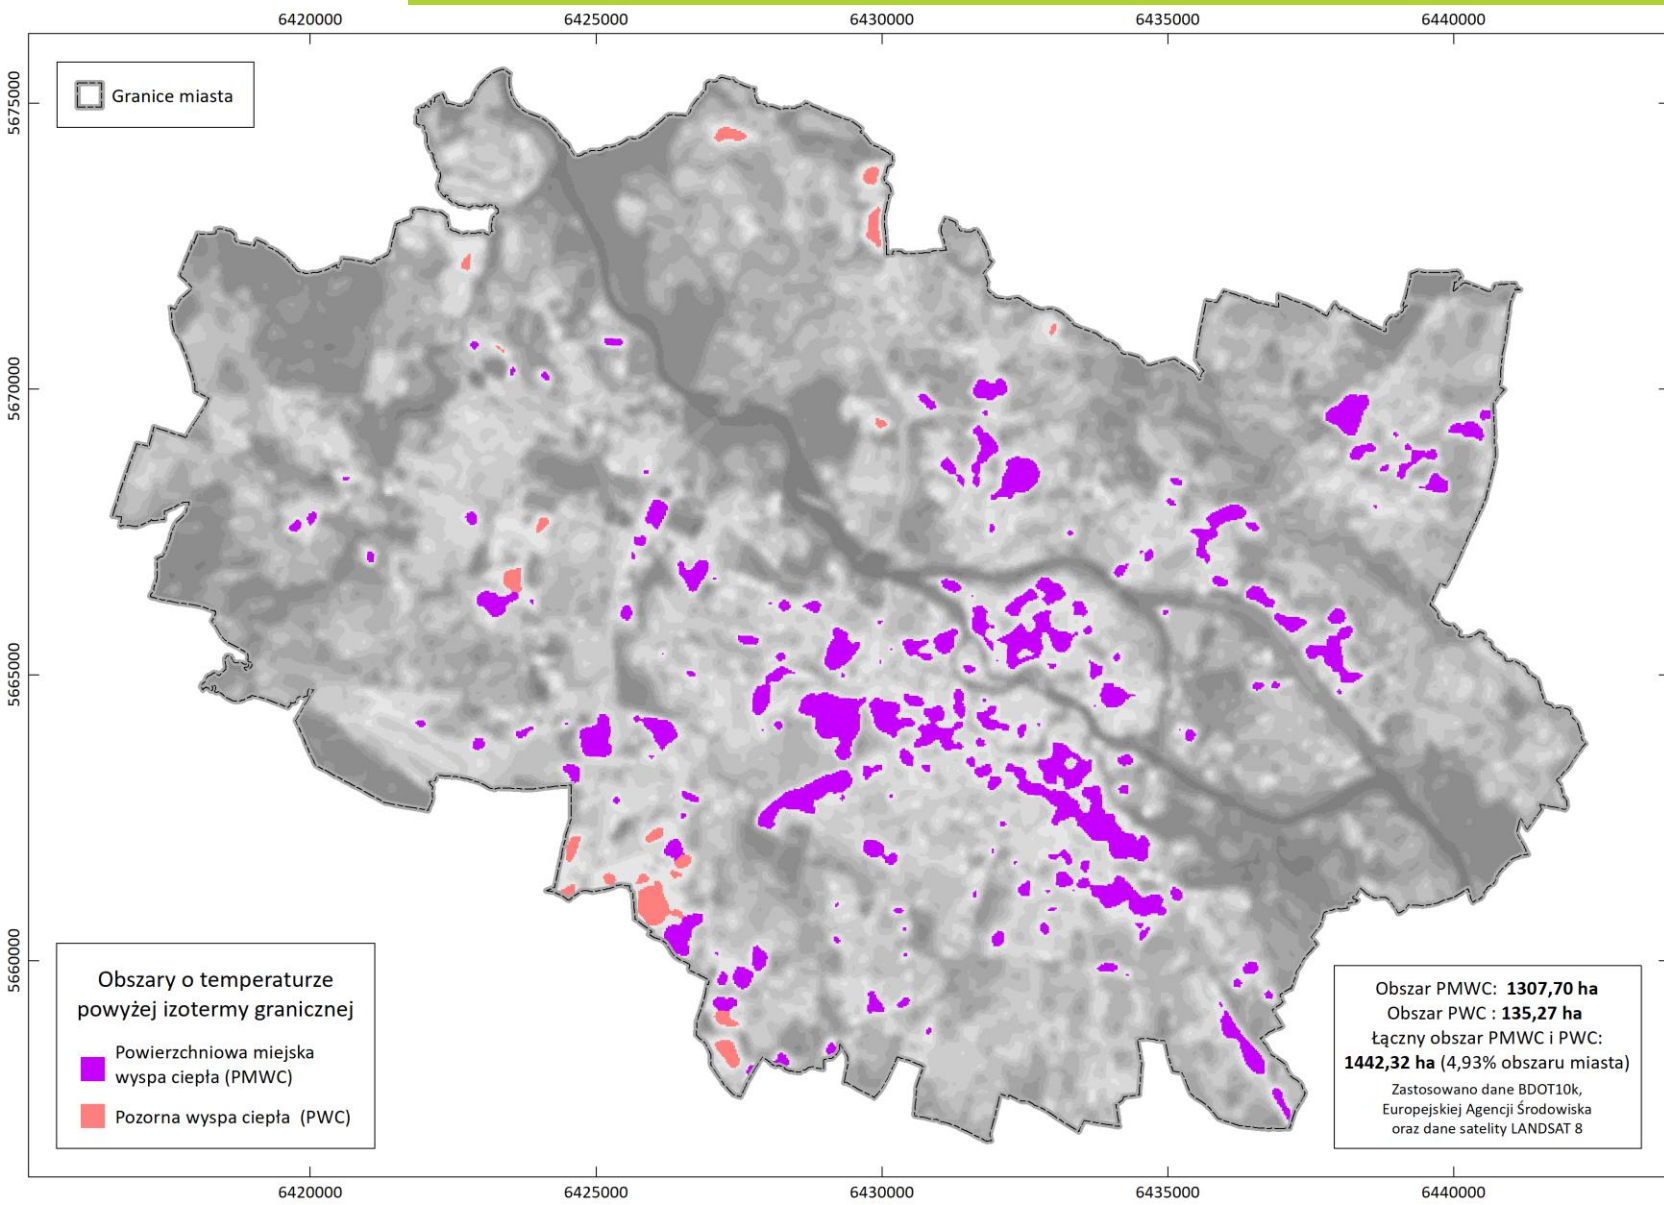 6420000 6425000 6430000 6435000 6440000
5675000
Granice miasta
5670000
5665000
5660000
Obszary o temperaturze
powyżej izotermy granicznej
Powierzchniowa miejska
wyspa ciepła (PMWC)
Pozorna wyspa ciepła (PWC)
Obszar PMWC: 1307,70 ha
Obszar PWC : 135,27 ha
Łączny obszar PMWC i PWC:
1442,32 ha (4,93% obszaru miasta)
Zastosowano dane BDOT10k,
Europejskiej Agencji Środowiska
oraz dane satelity LANDSAT 8
6420000 6425000 6430000 6435000 6440000